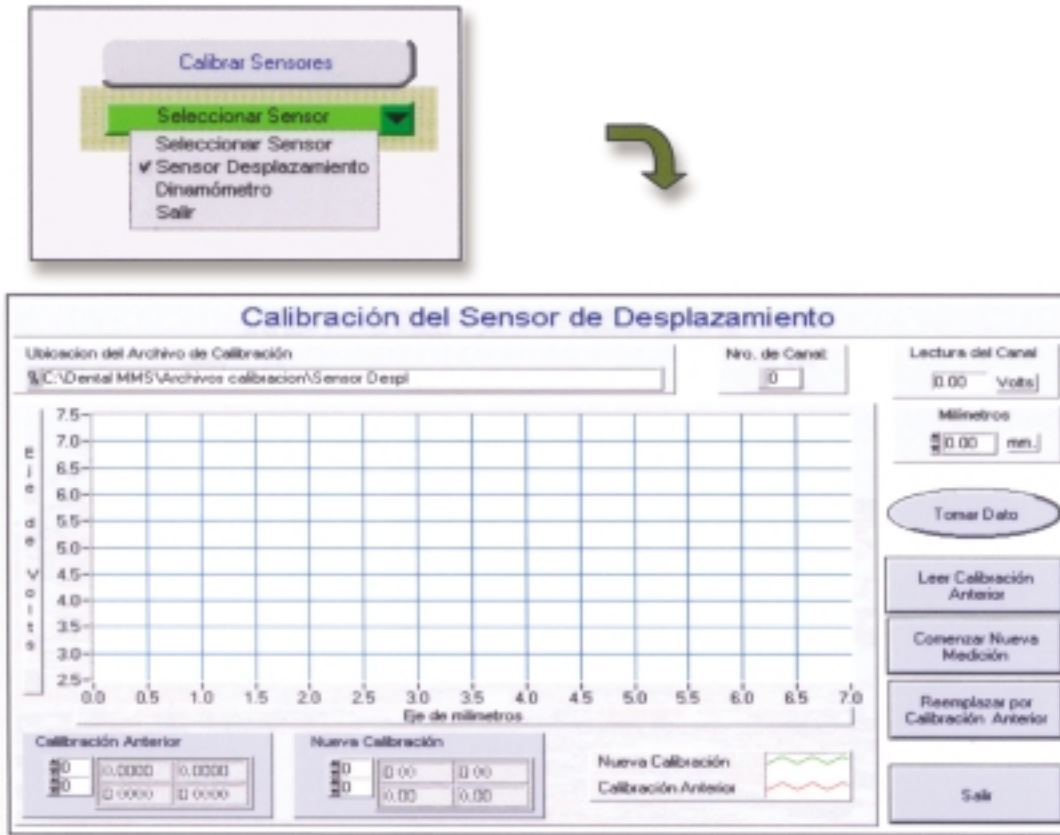 Calibrar Sensores
Seleccionar Sensor
Seleccionar Sensor
Sensor Desplazamiento
Dinamómetro
Salir
Calibración del Sensor de Desplazamiento
Ubicacion del Archivo de Calibración
C:\Dental MMS\Archivos calibracion\Sensor Despl
Nro. de Canal:
0
Lectura del Canal
0.00 Volts
Milimetros
0.00 mm.
Eje de Volts
7.5
7.0
6.5
6.0
5.5
5.0
4.5
4.0
3.5
3.0
2.5
0.0 0.5 1.0 1.5 2.0 2.5 3.0 3.5 4.0 4.5 5.0 5.5 6.0 6.5 7.0
Eje de milimetros
Tomar Dato
Leer Calibración
Anterior
Comenzar Nueva
Medición
Reemplazar por
Calibración Anterior
Salir
Calibración Anterior
0 0.0000 0.0000
0 0.0000 0.0000
Nueva Calibración
0 0.00 0.00
0 0.00 0.00
Nueva Calibración
Calibración Anterior